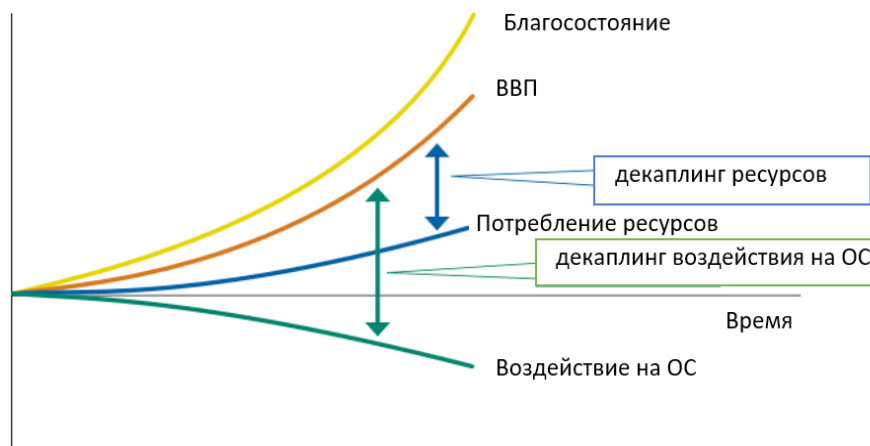 Благосостояние
ВВП
декаплинг ресурсов
Потребление ресурсов
декаплинг воздействия на ОС
Время
Воздействие на ОС